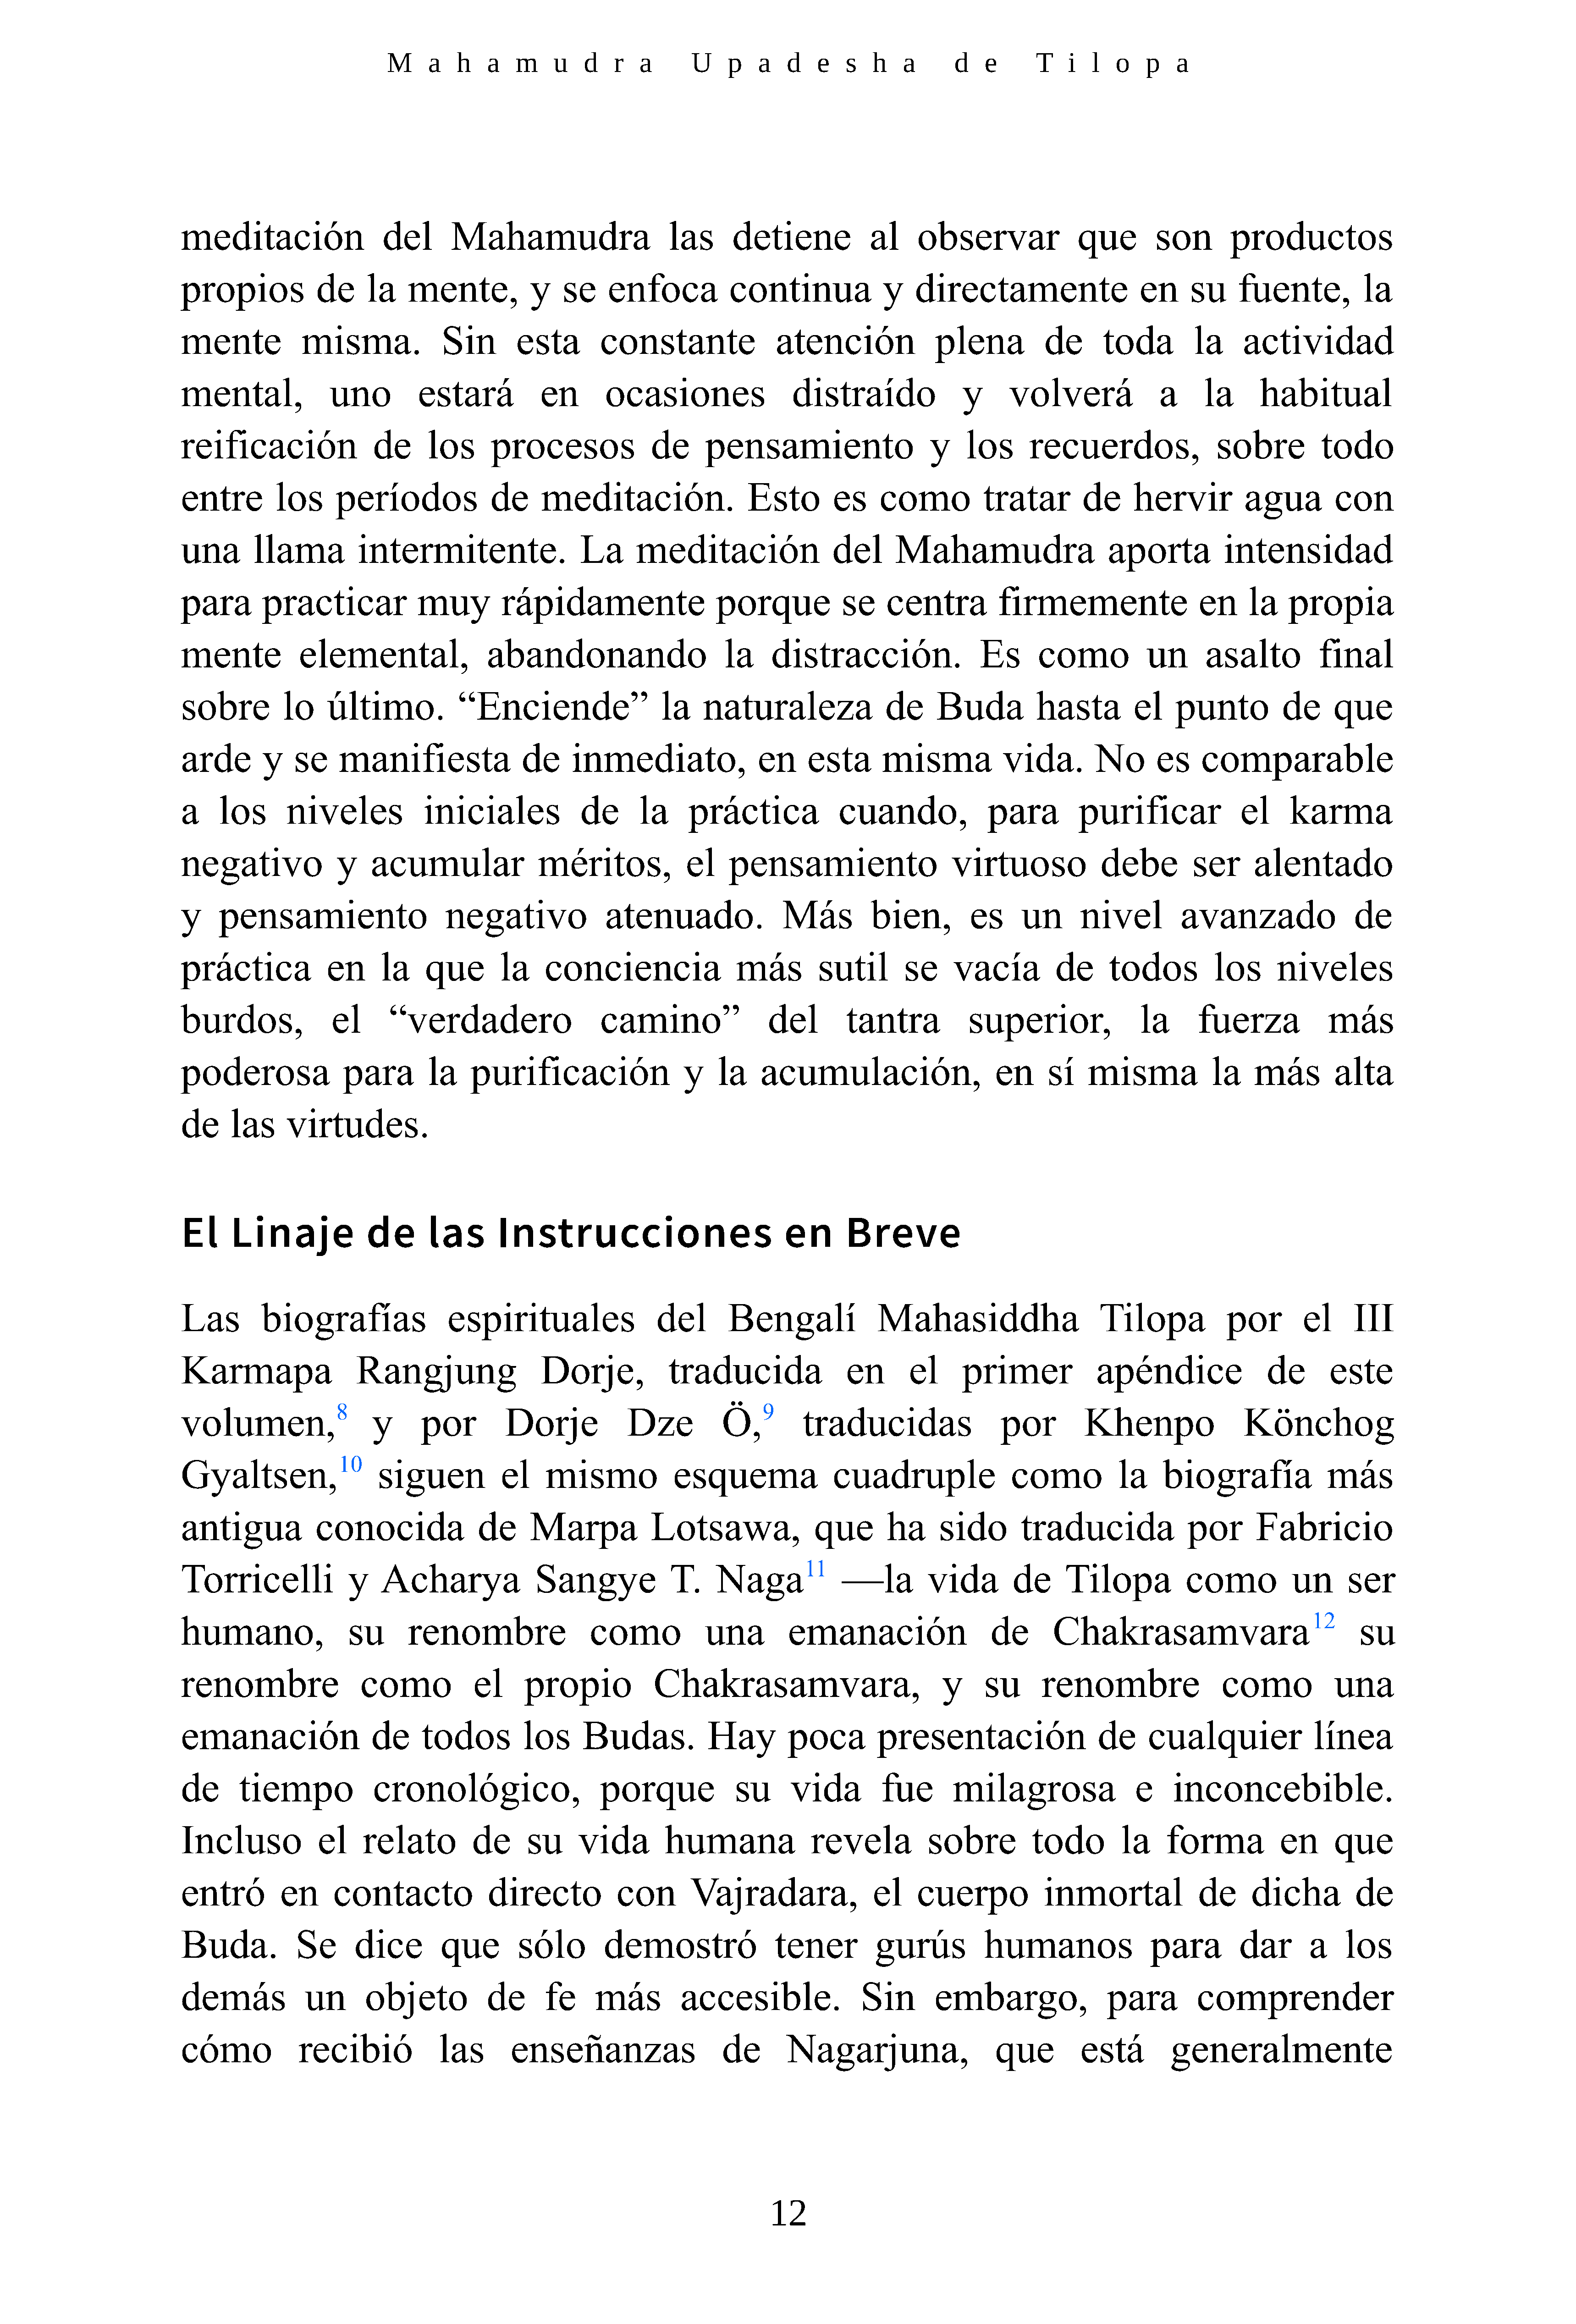 Mahamudra Upadesha de Tilopa
meditación del Mahamudra las detiene al observar que son productos
propios de la mente, y se enfoca continua y directamente en su fuente, la
mente misma. Sin esta constante atención plena de toda la actividad
mental, uno estará en ocasiones distraído y volverá a la habitual
reificación de los procesos de pensamiento y los recuerdos, sobre todo
entre los períodos de meditación. Esto es como tratar de hervir agua con
una llama intermitente. La meditación del Mahamudra aporta intensidad
para practicar muy rápidamente porque se centra firmemente en la propia
mente elemental, abandonando la distracción. Es como un asalto final
sobre lo último. “Enciende” la naturaleza de Buda hasta el punto de que
arde y se manifiesta de inmediato, en esta misma vida. No es comparable
a los niveles iniciales de la práctica cuando, para purificar el karma
negativo y acumular méritos, el pensamiento virtuoso debe ser alentado
y pensamiento negativo atenuado. Más bien, es un nivel avanzado de
práctica en la que la conciencia más sutil se vacía de todos los niveles
burdos, el “verdadero camino” del tantra superior, la fuerza más
poderosa para la purificación y la acumulación, en sí misma la más alta
de las virtudes.
El Linaje de las Instrucciones en Breve
Las biografías espirituales del Bengalí Mahasiddha Tilopa por el III
Karmapa Rangjung Dorje, traducida en el primer apéndice de este
volumen,8 y por Dorje Dze Ö,9 traducidas por Khenpo Könchog
Gyaltsen,10 siguen el mismo esquema cuadruple como la biografía más
antigua conocida de Marpa Lotsawa, que ha sido traducida por Fabricio
Torricelli y Acharya Sangye T. Naga11 —la vida de Tilopa como un ser
humano, su renombre como una emanación de Chakrasamvara12 su
renombre como el propio Chakrasamvara, y su renombre como una
emanación de todos los Budas. Hay poca presentación de cualquier línea
de tiempo cronológico, porque su vida fue milagrosa e inconcebible.
Incluso el relato de su vida humana revela sobre todo la forma en que
entró en contacto directo con Vajradara, el cuerpo inmortal de dicha de
Buda. Se dice que sólo demostró tener gurús humanos para dar a los
demás un objeto de fe más accesible. Sin embargo, para comprender
cómo recibió las enseñanzas de Nagarjuna, que está generalmente
12